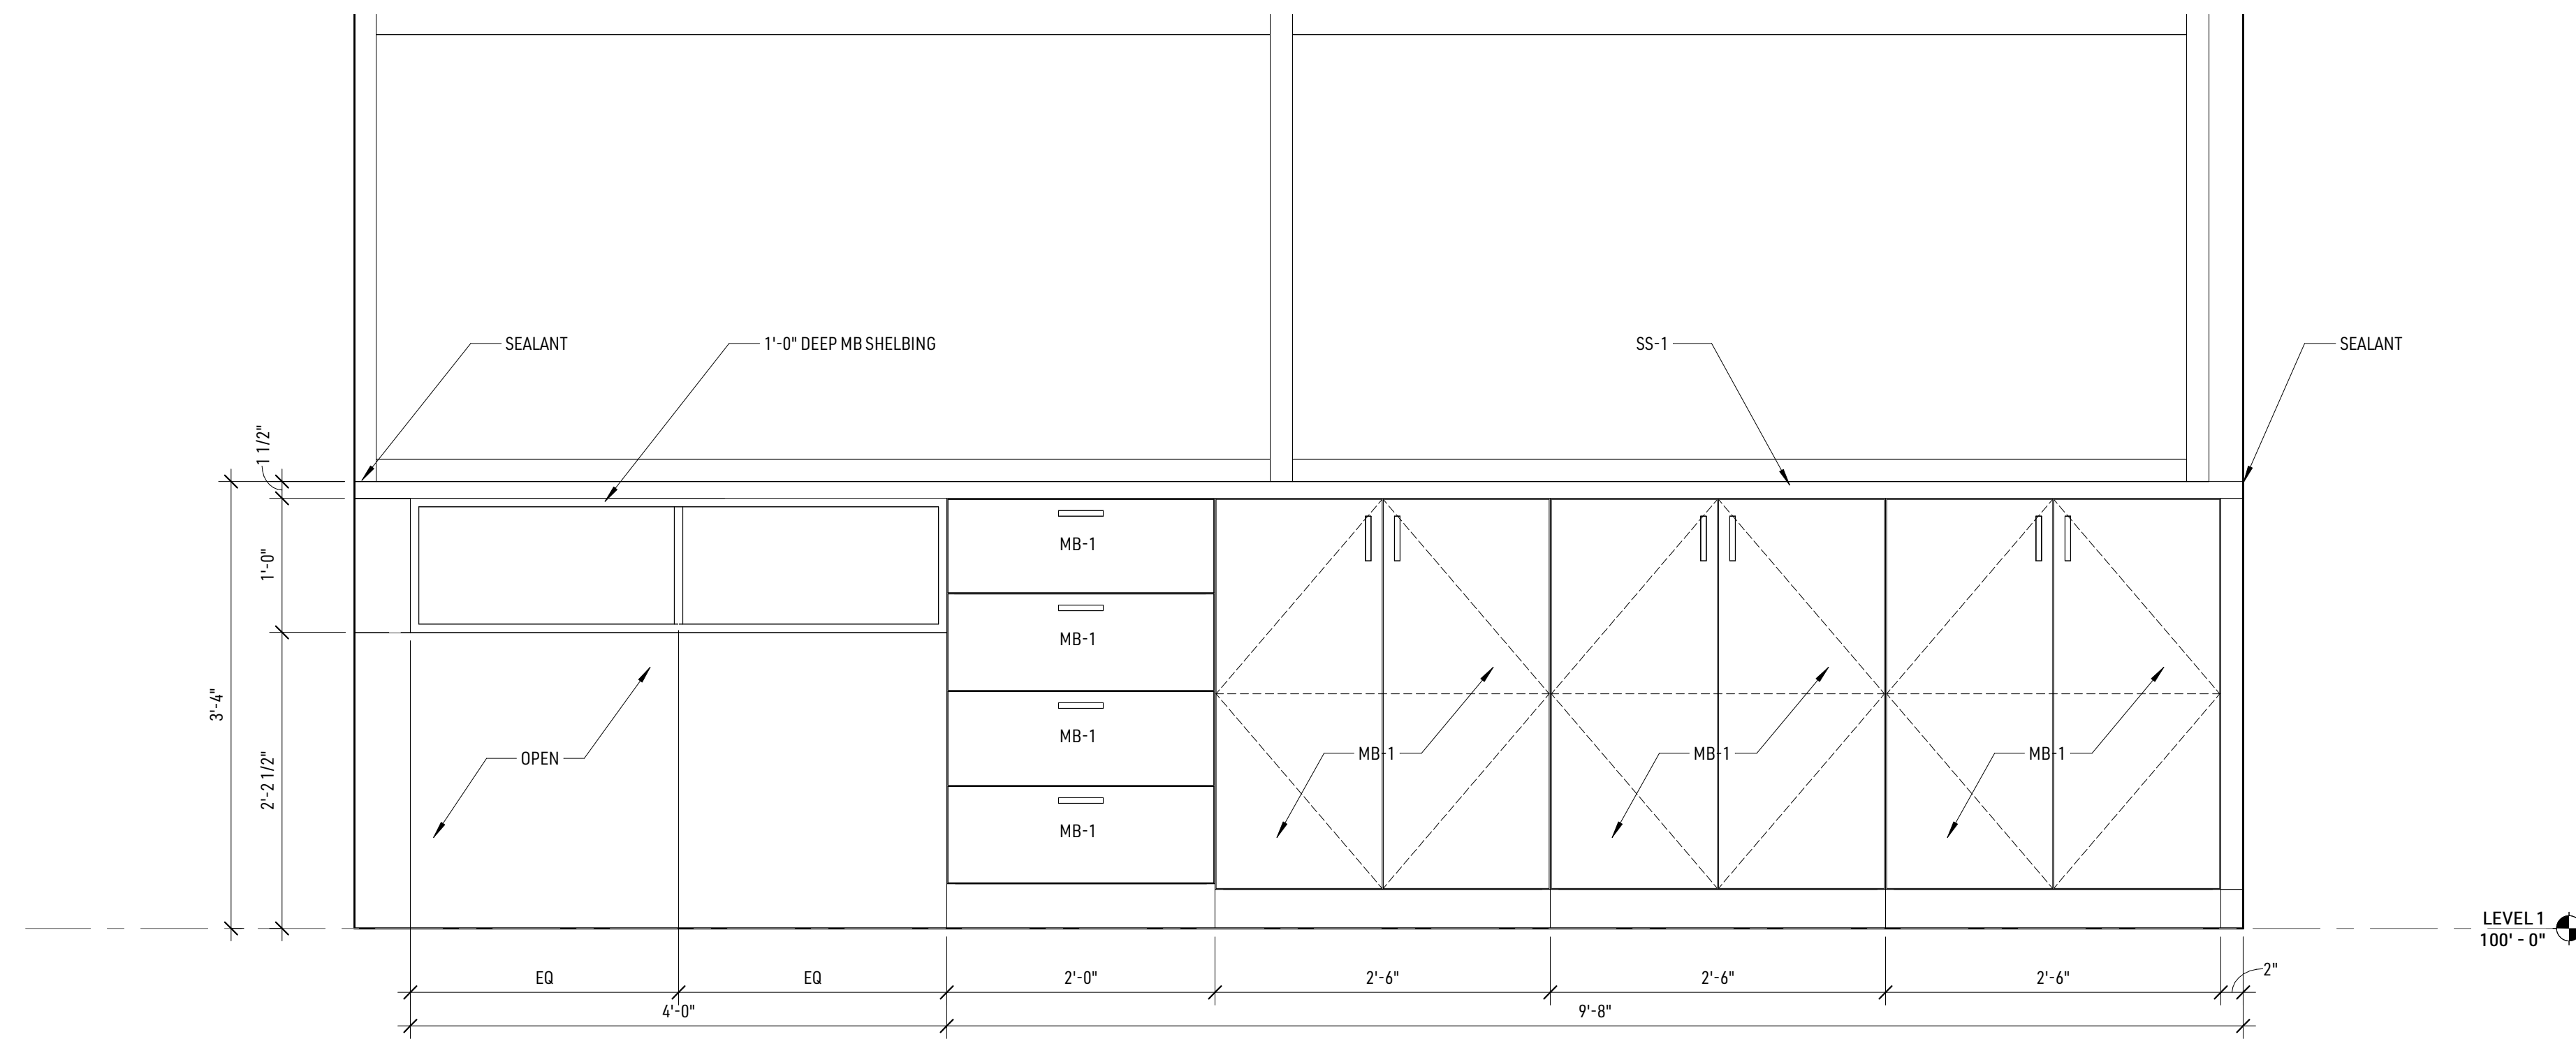 SEALANT
1'-0" DEEP MB SHELBING
SS-1
SEALANT
1 1/2"
1'-0"
3'-4"
2'-2 1/2"
MB-1
MB-1
MB-1
MB-1
OPEN
MB-1
MB-1
MB-1
LEVEL 1
100' - 0"
EQ
EQ
2'-0"
2'-6"
2'-6"
2'-6"
2"
4'-0"
9'-8"